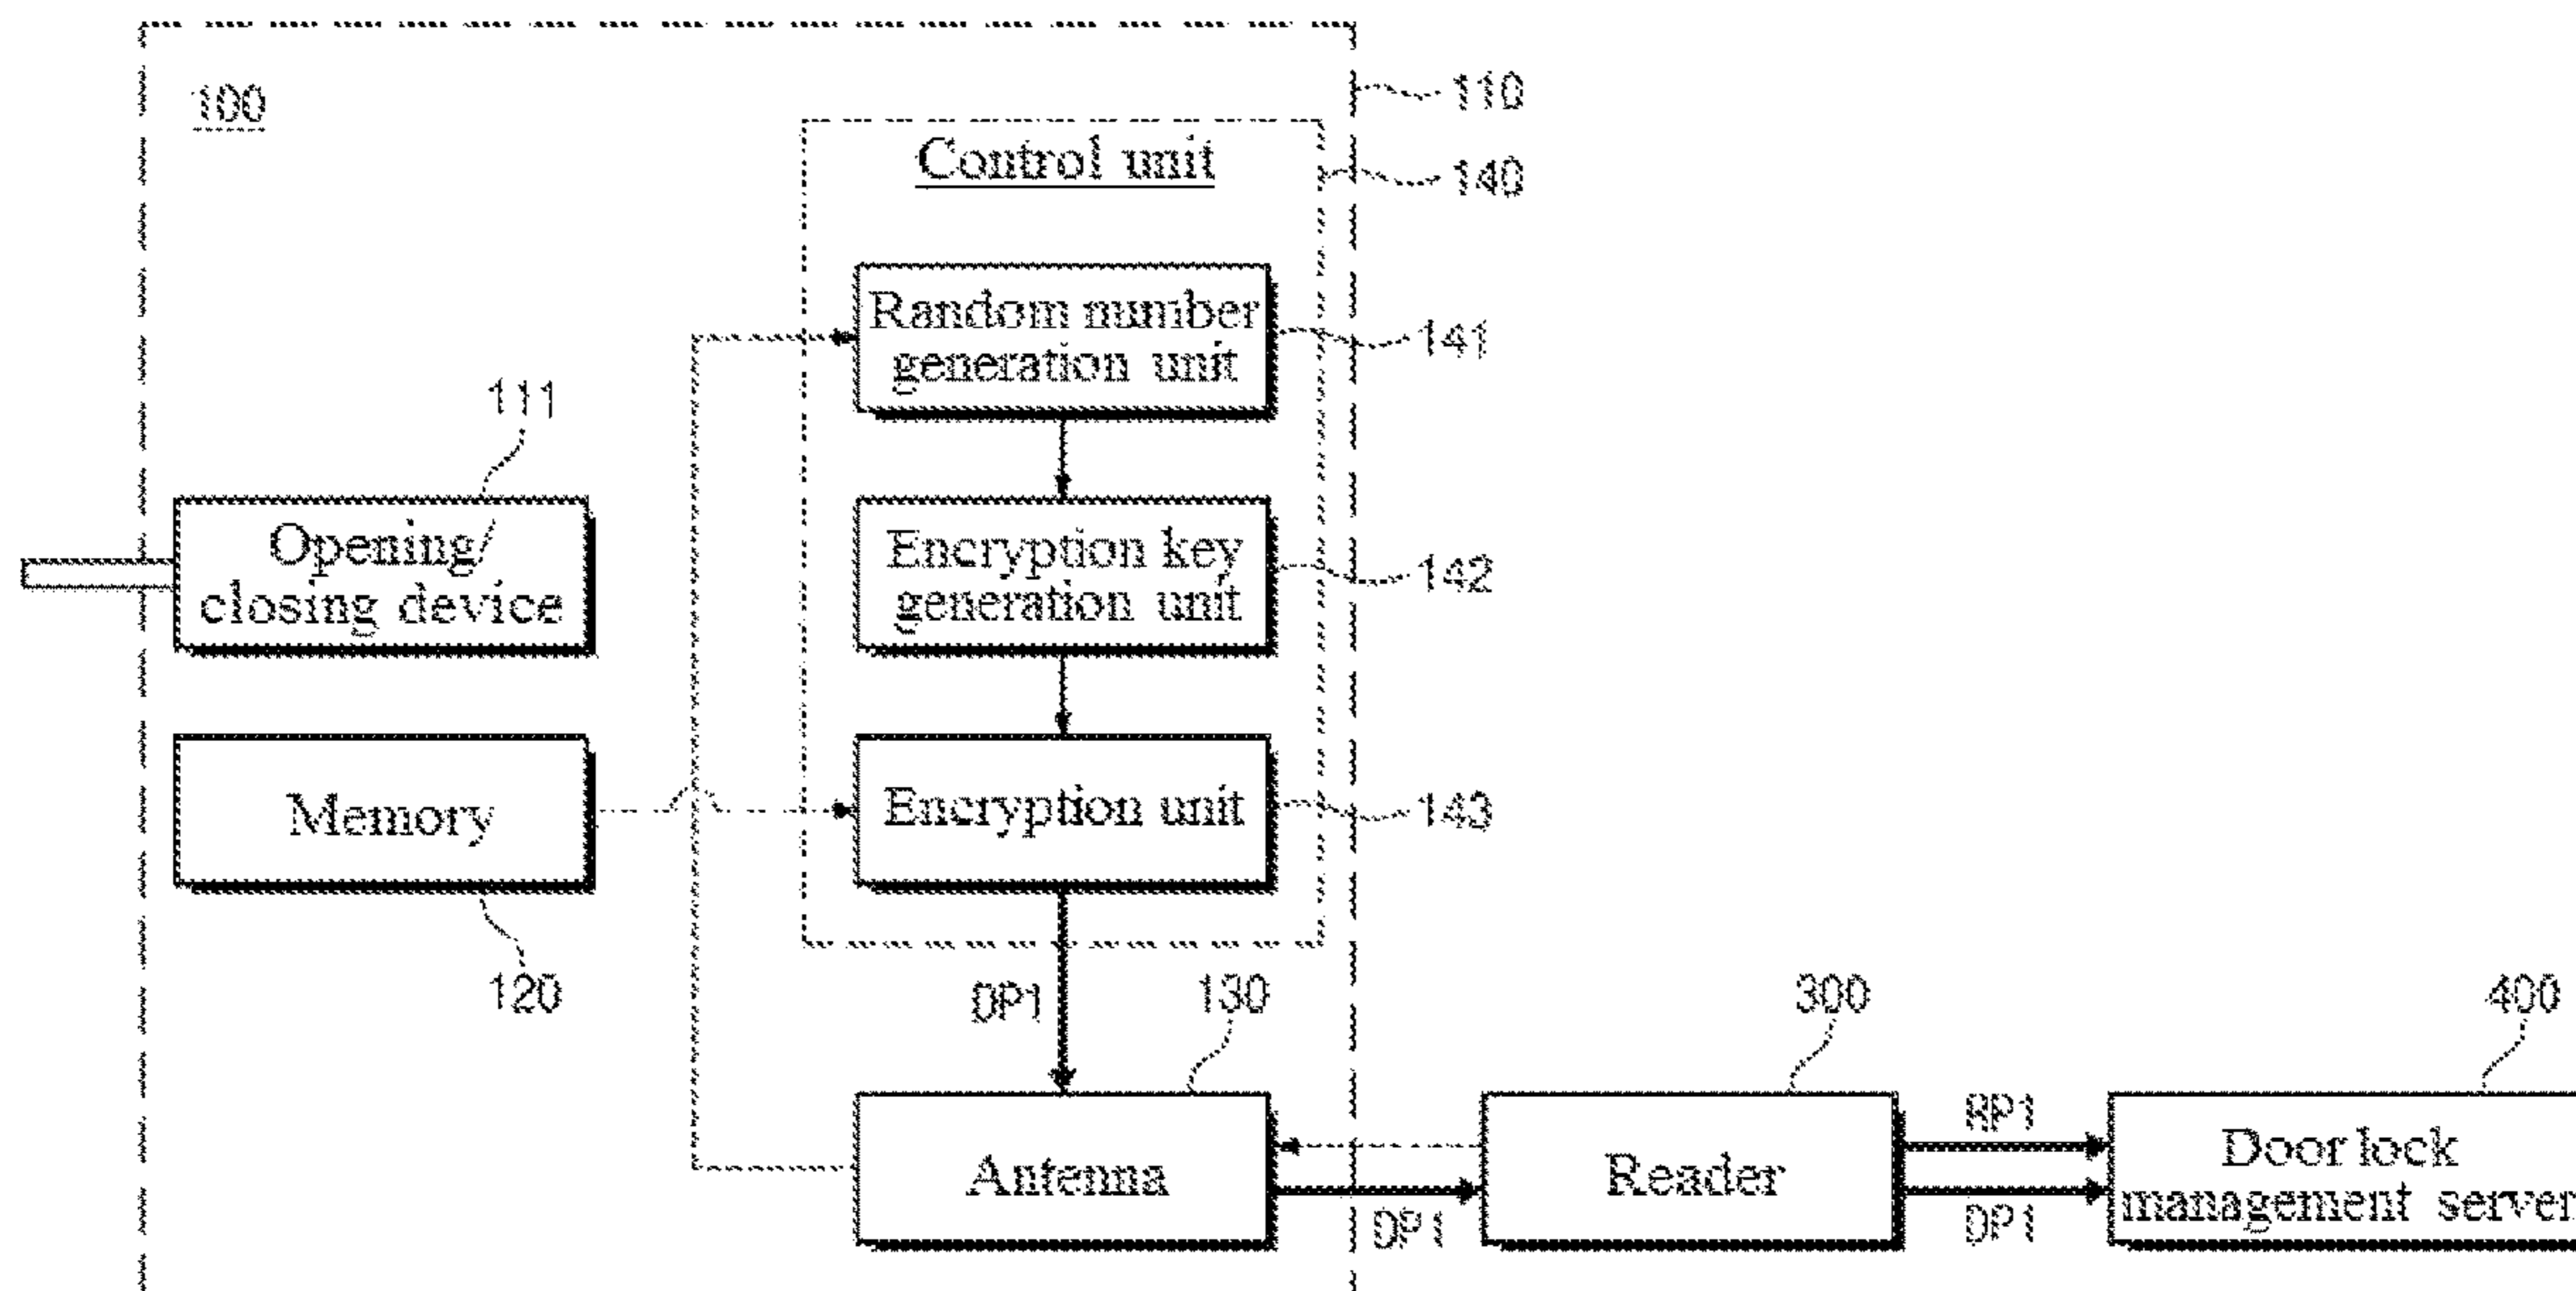 100
110
Control unit
140
Random number
generation unit
141
111
Opening/
closing device
Encryption key
generation unit
142
Memory
Encryption unit
143
120
DP1
130
300
400
Antenna
DP1
Reader
RP1
DP1
Door lock
management server